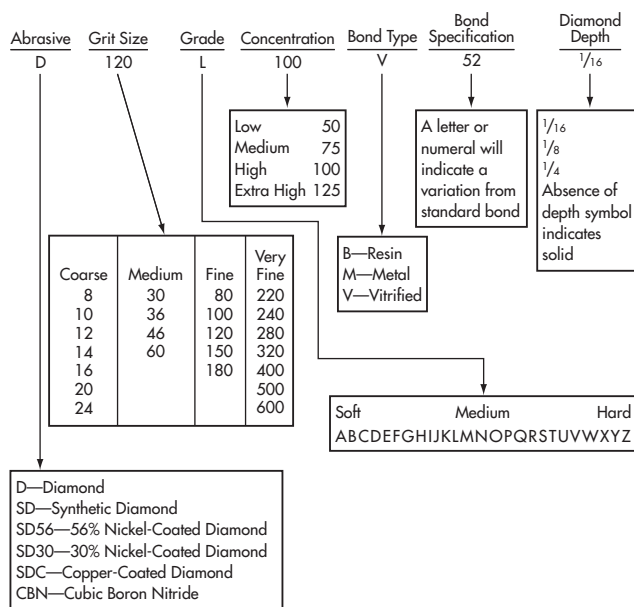 Abrasive Grit Size Grade Concentration Bond Type Bond Specification Diamond Depth
D 120 L 100 V 52 1/16
Low 50
Medium 75
High 100
Extra High 125
A letter or
numeral will
indicate a
variation from
standard bond
1/16
1/8
1/4
Absence of
depth symbol
indicates
solid
B—Resin
M—Metal
V—Vitrified
Coarse Medium Fine Very Fine
8 30 80 220
10 36 100 240
12 46 120 280
14 60 150 320
16 180 400
20 500
24 600
Soft Medium Hard
ABCDEFGHIJKLMNOPQRSTUVWXYZ
D—Diamond
SD—Synthetic Diamond
SD56—56% Nickel-Coated Diamond
SD30—30% Nickel-Coated Diamond
SDC—Copper-Coated Diamond
CBN—Cubic Boron Nitride